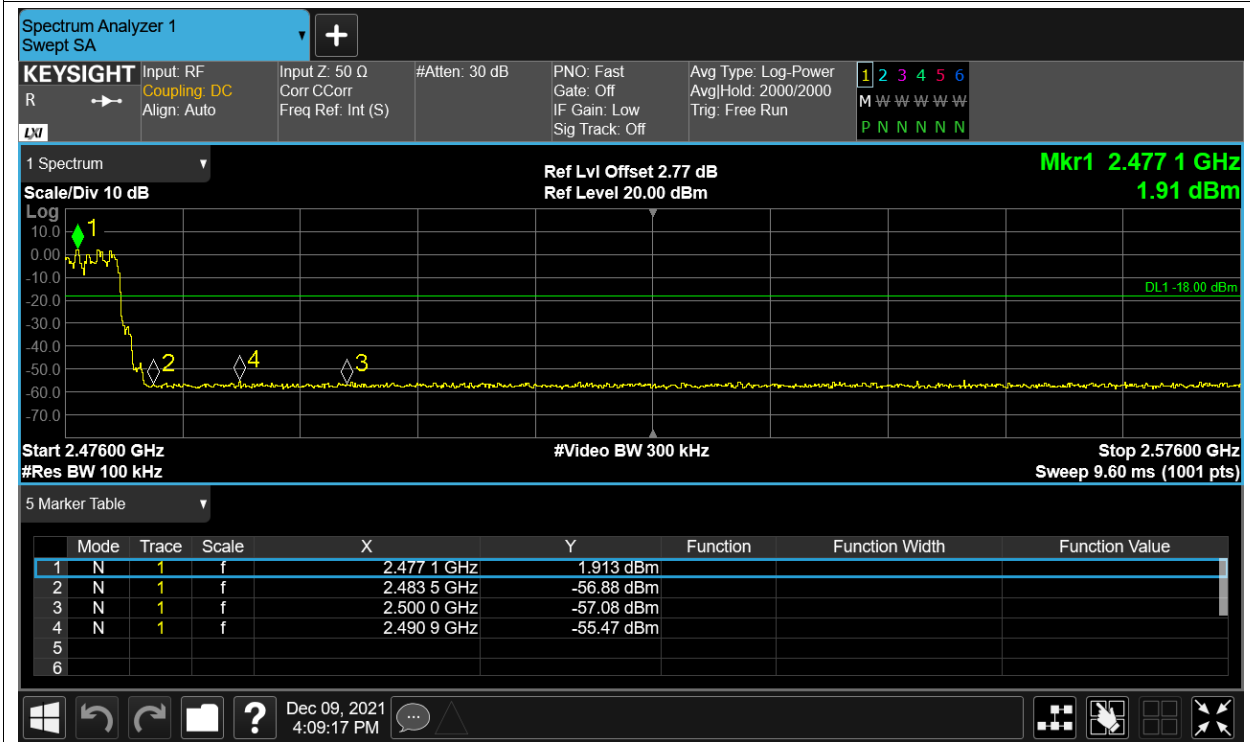 Spectrum Analyzer 1
Swept SA
KEYSIGHT
R
LXI
Input: RF
Coupling: DC
Align: Auto
Input Z: 50 Ω
Corr CCorr
Freq Ref: Int (S)
#Atten: 30 dB
PNO: Fast
Gate: Off
IF Gain: Low
Sig Track: Off
Avg Type: Log-Power
Avg|Hold: 2000/2000
Trig: Free Run
1 2 3 4 5 6
M W W W W W
P N N N N N
1 Spectrum
Scale/Div 10 dB
Ref Lvl Offset 2.77 dB
Ref Level 20.00 dBm
Mkr1 2.477 1 GHz
1.91 dBm
Log
10.0
0.00
-10.0
-20.0
-30.0
-40.0
-50.0
-60.0
-70.0
1
2
4
3
DL1 -18.00 dBm
Start 2.47600 GHz
#Res BW 100 kHz
#Video BW 300 kHz
Stop 2.57600 GHz
Sweep 9.60 ms (1001 pts)
5 Marker Table
Mode Trace Scale X Y Function Function Width Function Value
1 N 1 f 2.477 1 GHz 1.913 dBm
2 N 1 f 2.483 5 GHz -56.88 dBm
3 N 1 f 2.500 0 GHz -57.08 dBm
4 N 1 f 2.490 9 GHz -55.47 dBm
5
6
?
Dec 09, 2021
4:09:17 PM